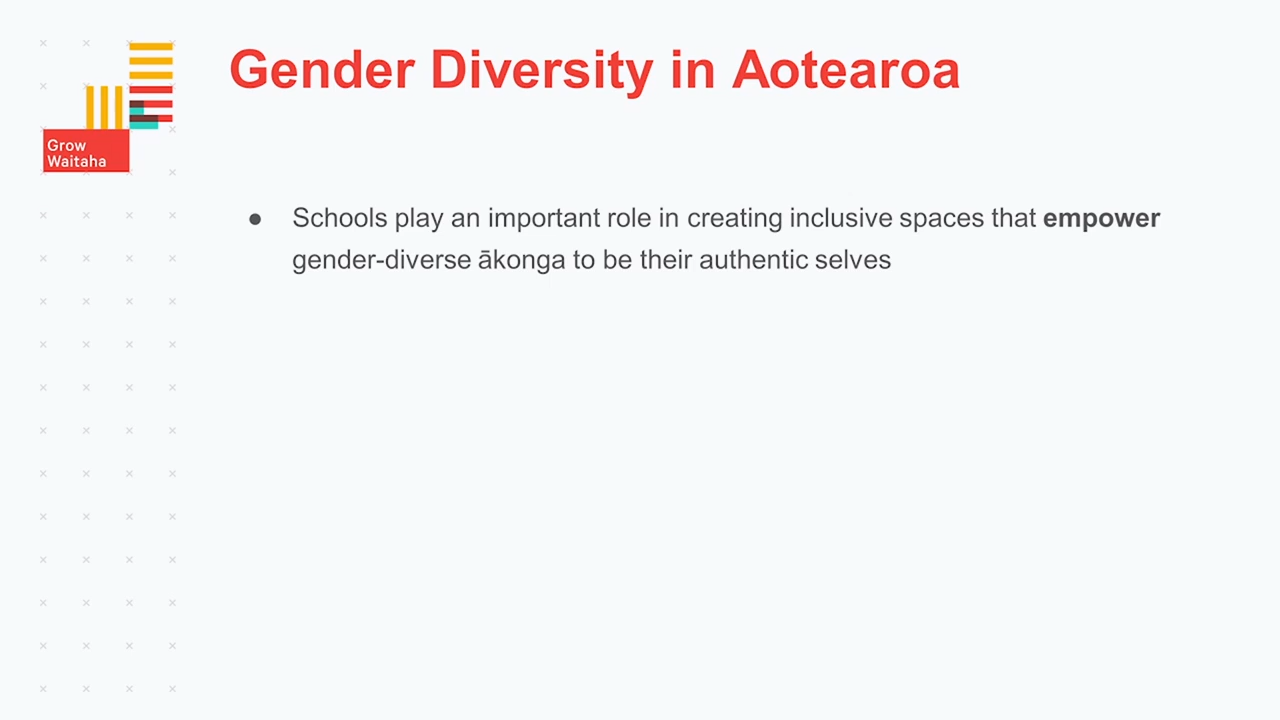 Gender Diversity in Aotearoa
Grow
Waitaha
● Schools play an important role in creating inclusive spaces that empower
gender-diverse ākonga to be their authentic selves